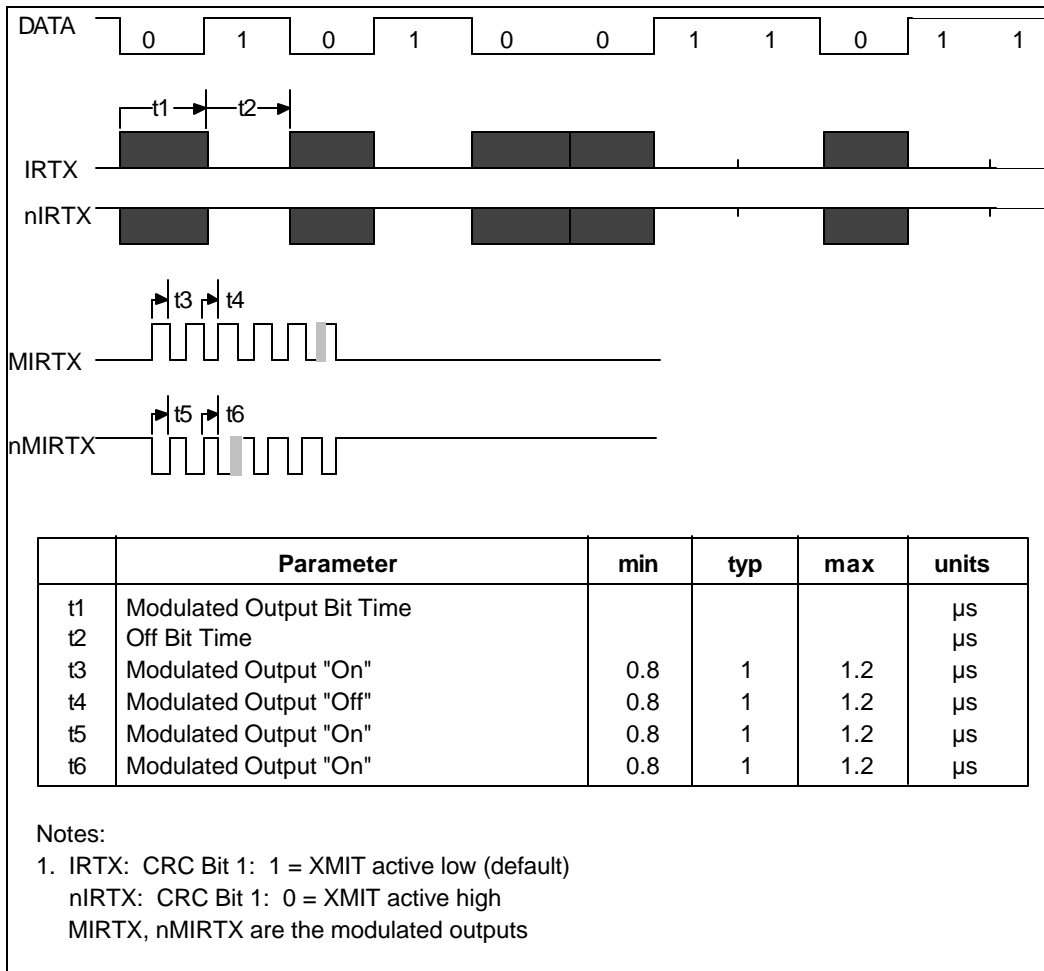 DATA
0 1 0 1 0 0 1 1 0 1 1
t1 t2
IRTX
nIRTX
t3 t4
MIRTX
t5 t6
nMIRTX
Parameter min typ max units
t1 Modulated Output Bit Time µs
t2 Off Bit Time µs
t3 Modulated Output "On" 0.8 1 1.2 µs
t4 Modulated Output "Off" 0.8 1 1.2 µs
t5 Modulated Output "On" 0.8 1 1.2 µs
t6 Modulated Output "On" 0.8 1 1.2 µs
Notes:
1. IRTX: CRC Bit 1: 1 = XMIT active low (default)
nIRTX: CRC Bit 1: 0 = XMIT active high
MIRTX, nMIRTX are the modulated outputs